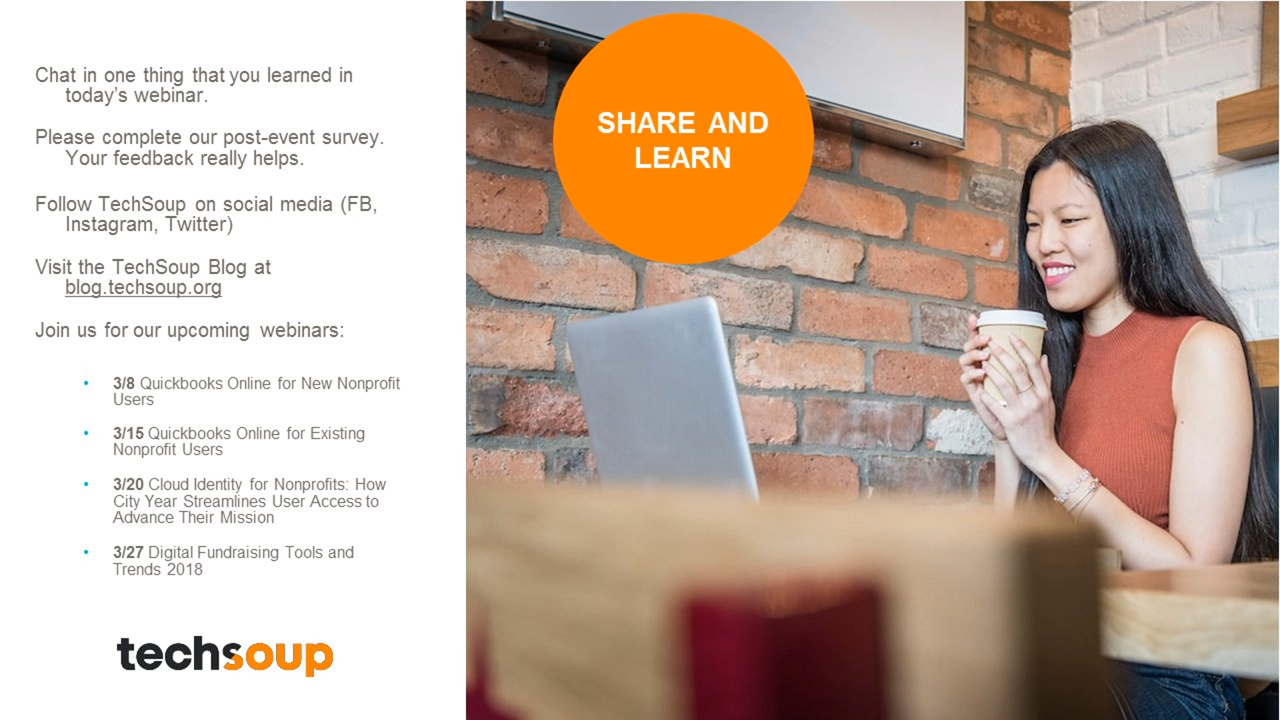 Chat in one thing that you learned in
today’s webinar.
Please complete our post-event survey.
Your feedback really helps.
Follow TechSoup on social media (FB,
Instagram, Twitter)
Visit the TechSoup Blog at
blog.techsoup.org
Join us for our upcoming webinars:
• 3/8 Quickbooks Online for New Nonprofit
Users
• 3/15 Quickbooks Online for Existing
Nonprofit Users
• 3/20 Cloud Identity for Nonprofits: How
City Year Streamlines User Access to
Advance Their Mission
• 3/27 Digital Fundraising Tools and
Trends 2018
techsoup
SHARE AND
LEARN